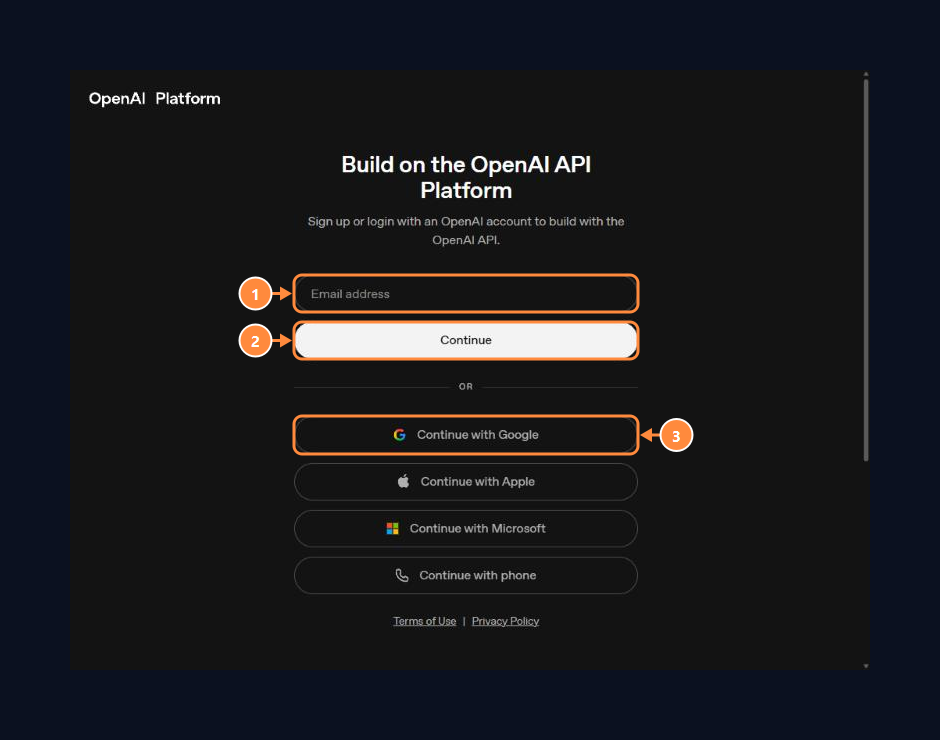 OpenAI Platform
Build on the OpenAI API
Platform
Sign up or login with an OpenAI account to build with the
OpenAI API.
1
Email address
2
Continue
OR
Continue with Google
3
Continue with Apple
Continue with Microsoft
Continue with phone
Terms of Use | Privacy Policy